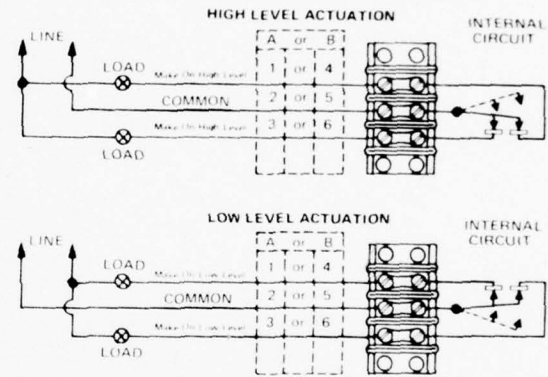 HIGH LEVEL ACTUATION
INTERNAL CIRCUIT
LINE
A or B
LOAD
Make On High Level
1 or 4
COMMON
2 or 5
Make On High Level
3 or 6
LOAD
LOW LEVEL ACTUATION
INTERNAL CIRCUIT
LINE
A or B
LOAD
Make On Low Level
1 or 4
COMMON
2 or 5
Make On Low Level
3 or 6
LOAD